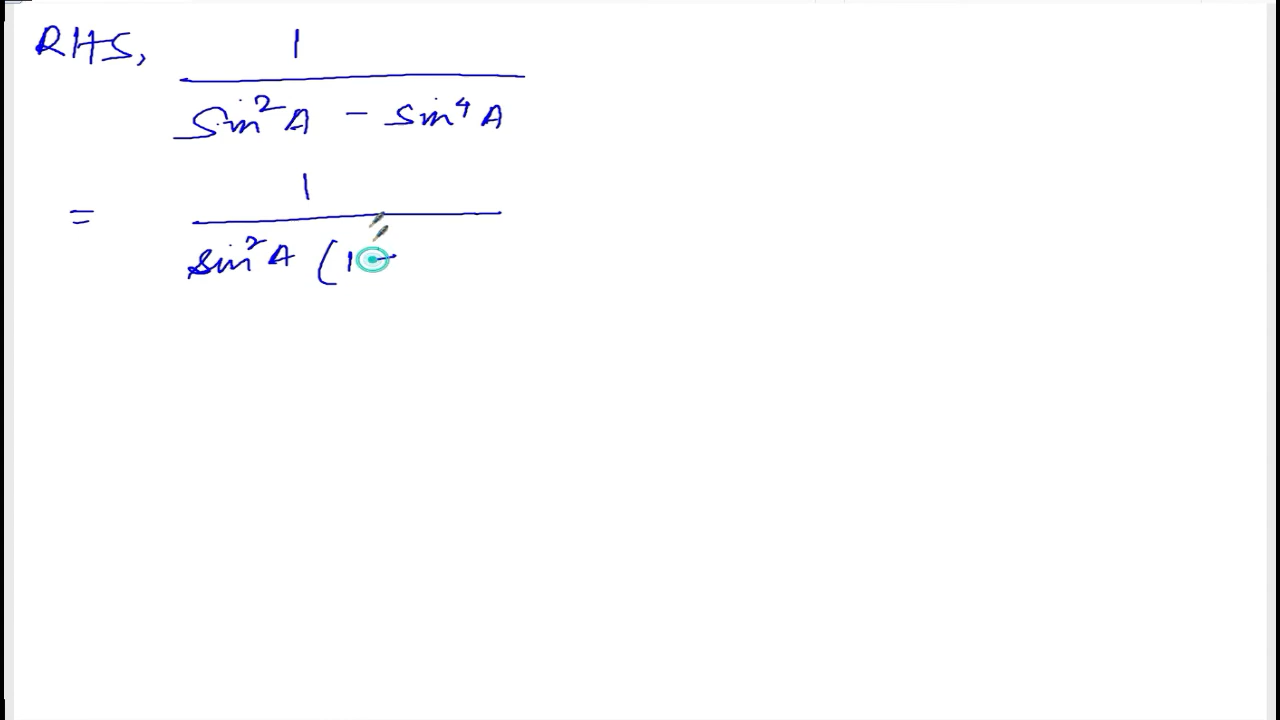 RHS, 1
Sin²A - sin⁴A
= 1
sin²A (1 -